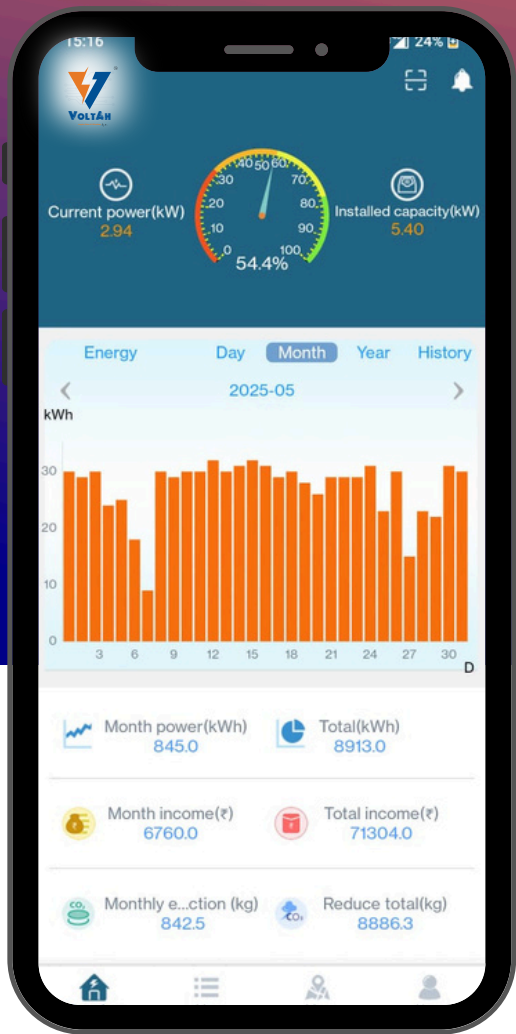 15:16
24%
VOLTAH
Current power(kW)
2.94
0 10 20 30 40 50 60 70 80 90 100
54.4%
Installed capacity(kW)
5.40
Energy Day Month Year History
2025-05
kWh
30
20
10
0
3 6 9 12 15 18 21 24 27 30
D
Month power(kWh)
845.0
Total(kWh)
8913.0
Month income(₹)
6760.0
Total income(₹)
71304.0
Monthly e...ction (kg)
842.5
Reduce total(kg)
8886.3
CO₂
CO₂